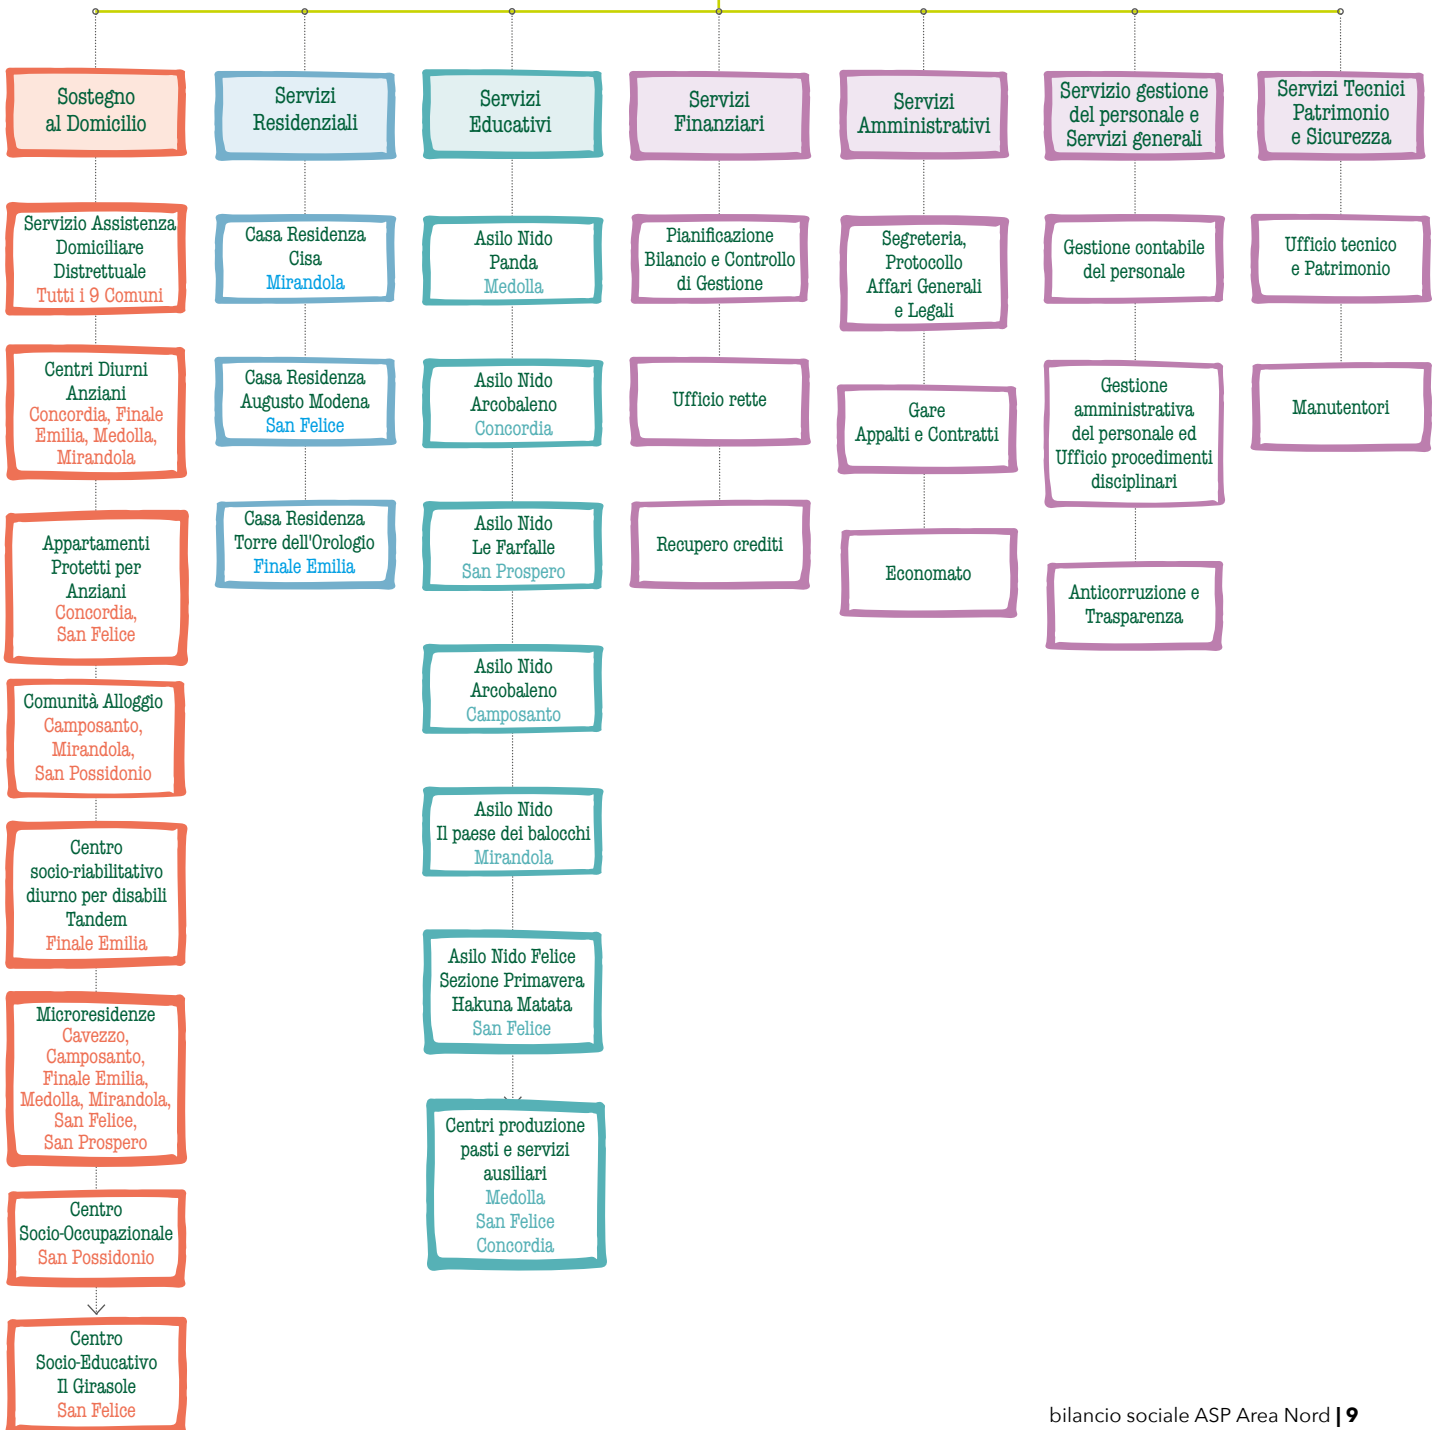 Sostegno
al Domicilio
Servizio Assistenza
Domiciliare
Distrettuale
Tutti i 9 Comuni
Centri Diurni
Anziani
Concordia, Finale
Emilia, Medolla,
Mirandola
Appartamenti
Protetti per
Anziani
Concordia,
San Felice
Comunità Alloggio
Camposanto,
Mirandola,
San Possidonio
Centro
socio-riabilitativo
diurno per disabili
Tandem
Finale Emilia
Microresidenze
Cavezzo,
Camposanto,
Finale Emilia,
Medolla, Mirandola,
San Felice,
San Prospero
Centro
Socio-Occupazionale
San Possidonio
Centro
Socio-Educativo
Il Girasole
San Felice
Servizi
Residenziali
Casa Residenza
Cisa
Mirandola
Casa Residenza
Augusto Modena
San Felice
Casa Residenza
Torre dell'Orologio
Finale Emilia
Servizi
Educativi
Asilo Nido
Panda
Medolla
Asilo Nido
Arcobaleno
Concordia
Asilo Nido
Le Farfalle
San Prospero
Asilo Nido
Arcobaleno
Camposanto
Asilo Nido
Il paese dei balocchi
Mirandola
Asilo Nido Felice
Sezione Primavera
Hakuna Matata
San Felice
Centri produzione
pasti e servizi
ausiliari
Medolla
San Felice
Concordia
Servizi
Finanziari
Pianificazione
Bilancio e Controllo
di Gestione
Ufficio rette
Recupero crediti
Servizi
Amministrativi
Segreteria,
Protocollo
Affari Generali
e Legali
Gare
Appalti e Contratti
Economato
Servizio gestione
del personale e
Servizi generali
Gestione contabile
del personale
Gestione
amministrativa
del personale ed
Ufficio procedimenti
disciplinari
Anticorruzione e
Trasparenza
Servizi Tecnici
Patrimonio
e Sicurezza
Ufficio tecnico
e Patrimonio
Manutentori
bilancio sociale ASP Area Nord | 9